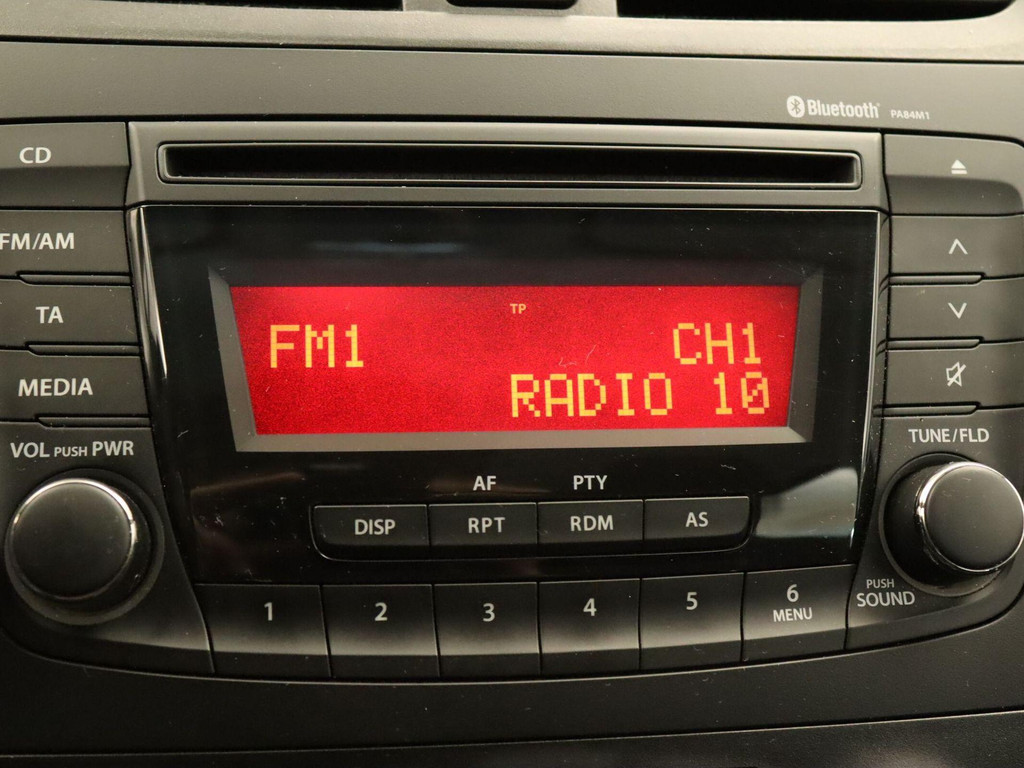 Bluetooth PA84M1
CD
FM/AM
TA
MEDIA
VOL PUSH PWR
TP
FM1 CH1
RADIO 10
AF PTY
DISP RPT RDM AS
1 2 3 4 5 6
MENU
TUNE/FLD
PUSH
SOUND